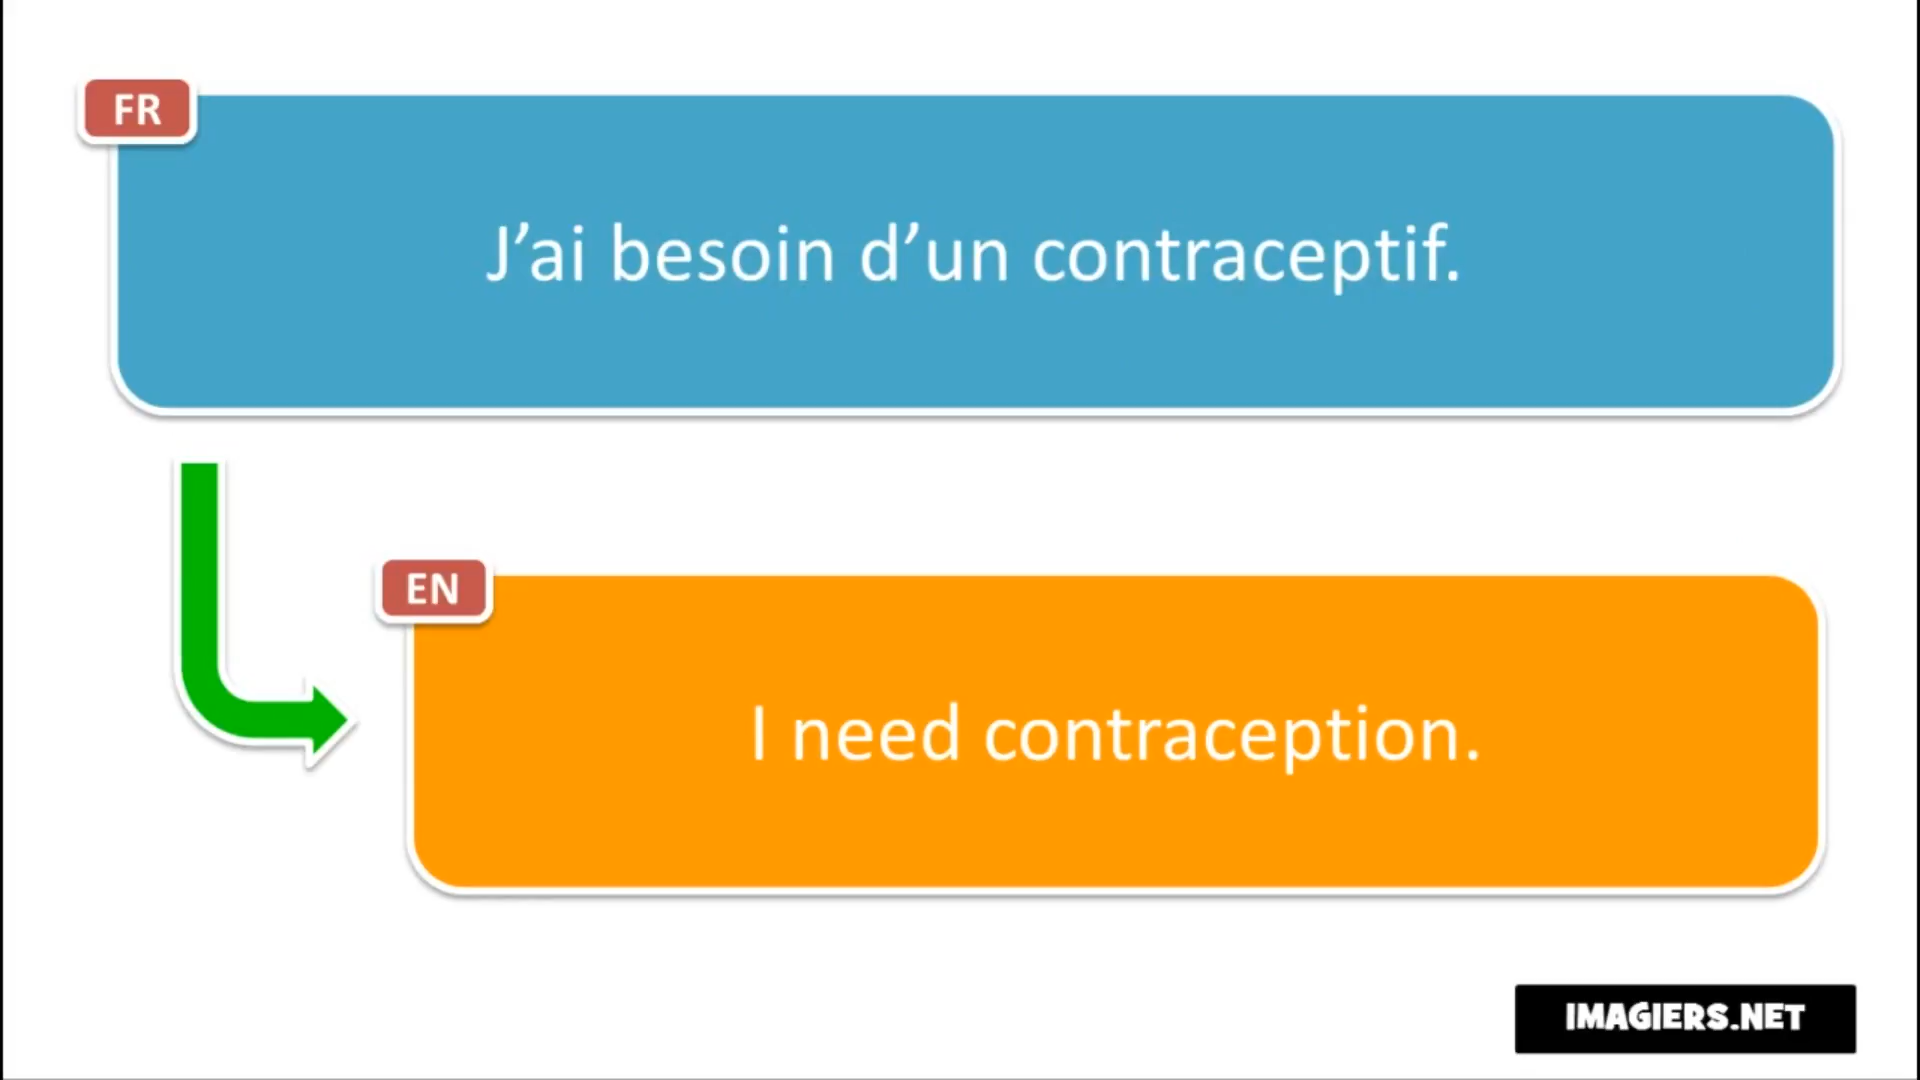 FR
J’ai besoin d’un contraceptif.
EN
I need contraception.
IMAGIERS.NET